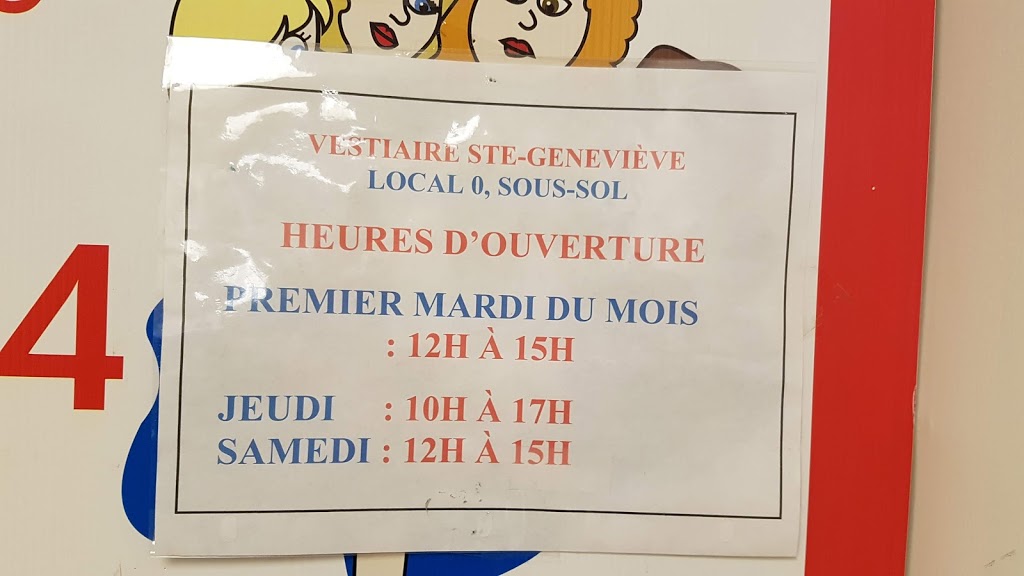 VESTIAIRE STE-GENEVIÈVE
LOCAL 0, SOUS-SOL
HEURES D'OUVERTURE
PREMIER MARDI DU MOIS
: 12H À 15H
JEUDI : 10H À 17H
SAMEDI : 12H À 15H
4